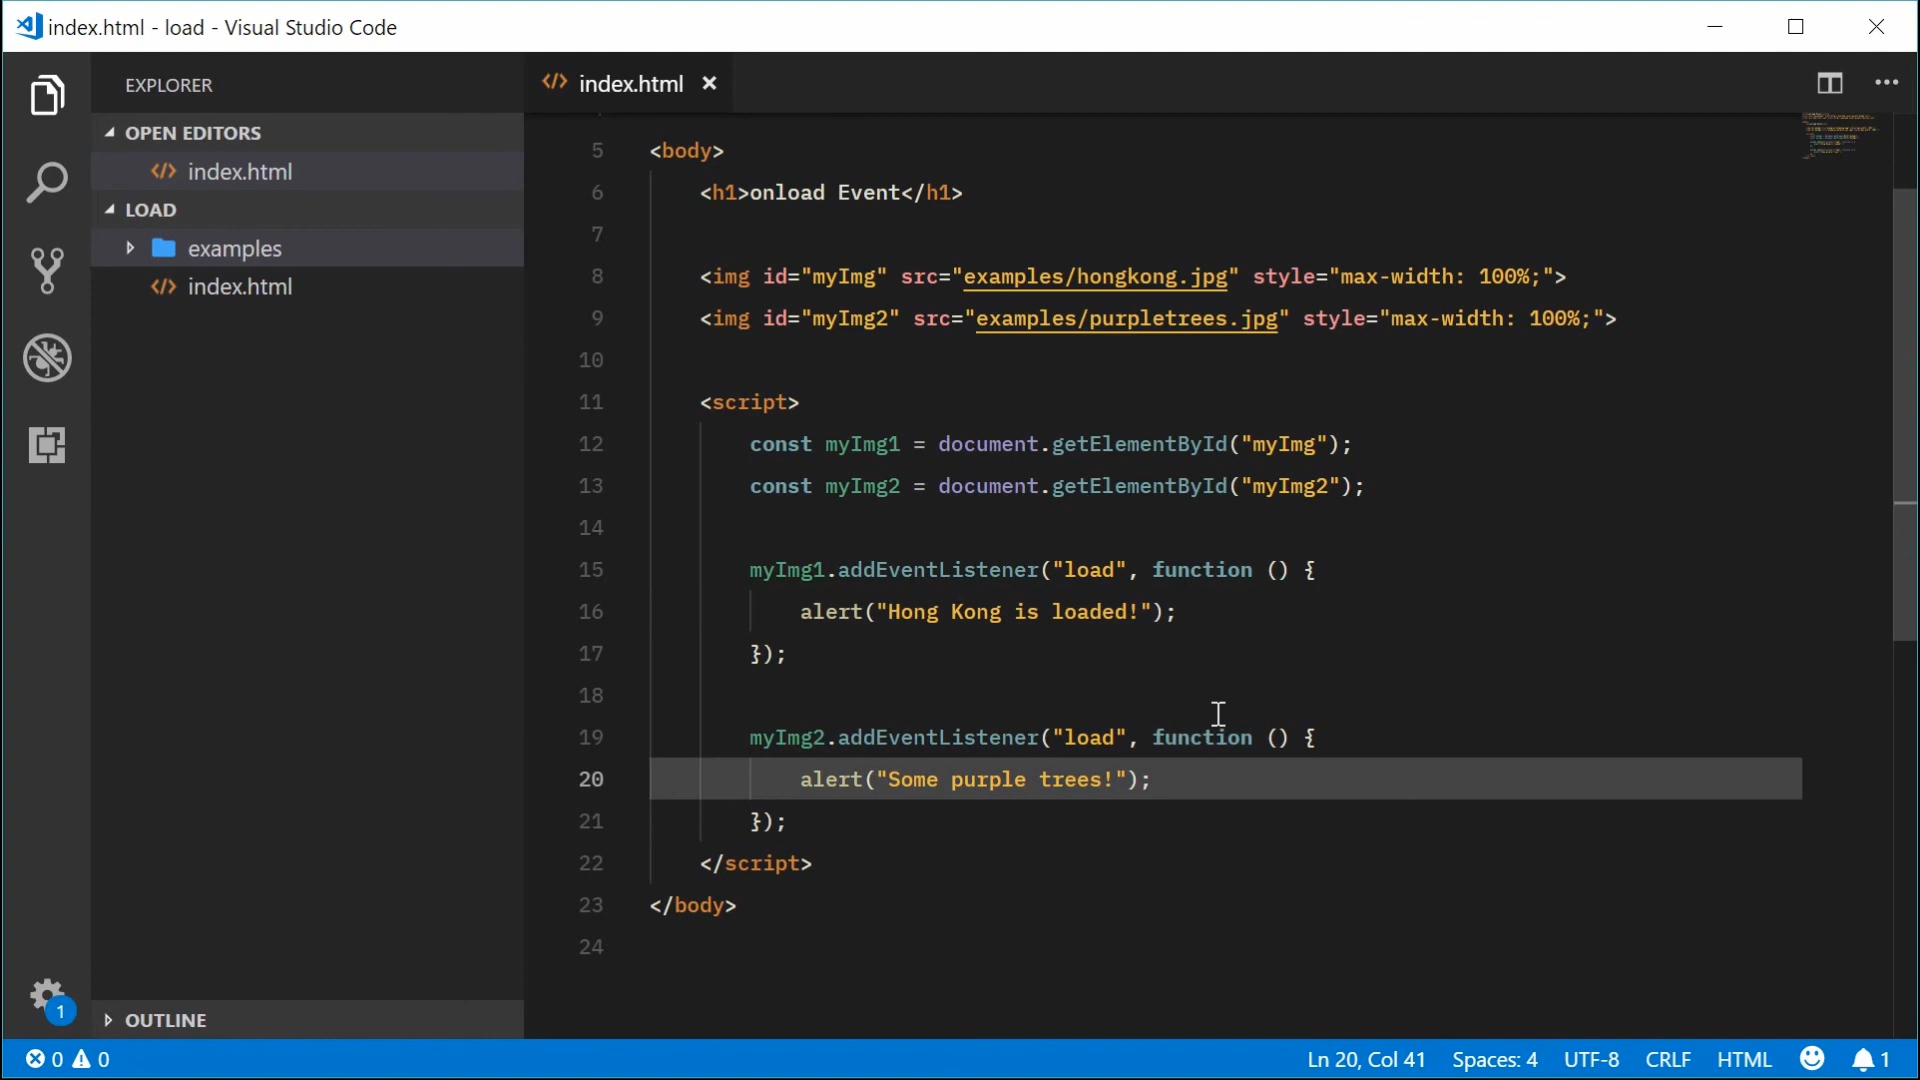 index.html - load - Visual Studio Code
EXPLORER
OPEN EDITORS
index.html
LOAD
examples
index.html
OUTLINE
1
index.html
5 <body>
6 <h1>onload Event</h1>
7
8 <img id="myImg" src="examples/hongkong.jpg" style="max-width: 100%;">
9 <img id="myImg2" src="examples/purpletrees.jpg" style="max-width: 100%;">
10
11 <script>
12 const myImg1 = document.getElementById("myImg");
13 const myImg2 = document.getElementById("myImg2");
14
15 myImg1.addEventListener("load", function () {
16 alert("Hong Kong is loaded!");
17 });
18
19 myImg2.addEventListener("load", function () {
20 alert("Some purple trees!");
21 });
22 </script>
23 </body>
24
0 0 Ln 20, Col 41 Spaces: 4 UTF-8 CRLF HTML 1